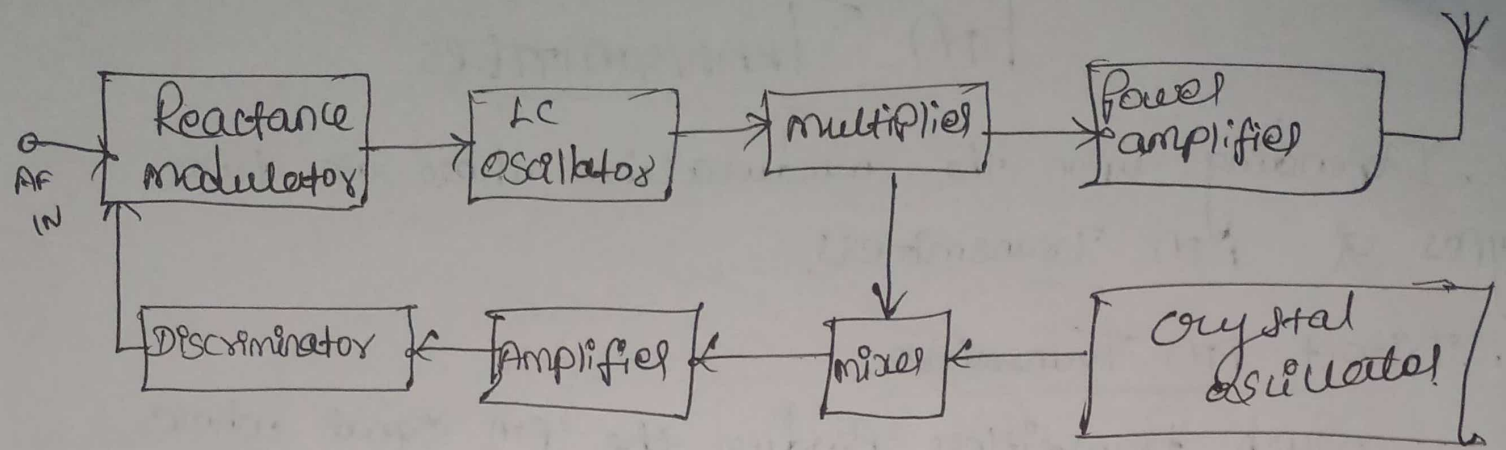 Reactance
modulator
LC
oscillator
multiplier
Power
amplifier
AF
IN
Discriminator
Amplifier
mixer
Crystal
oscillator